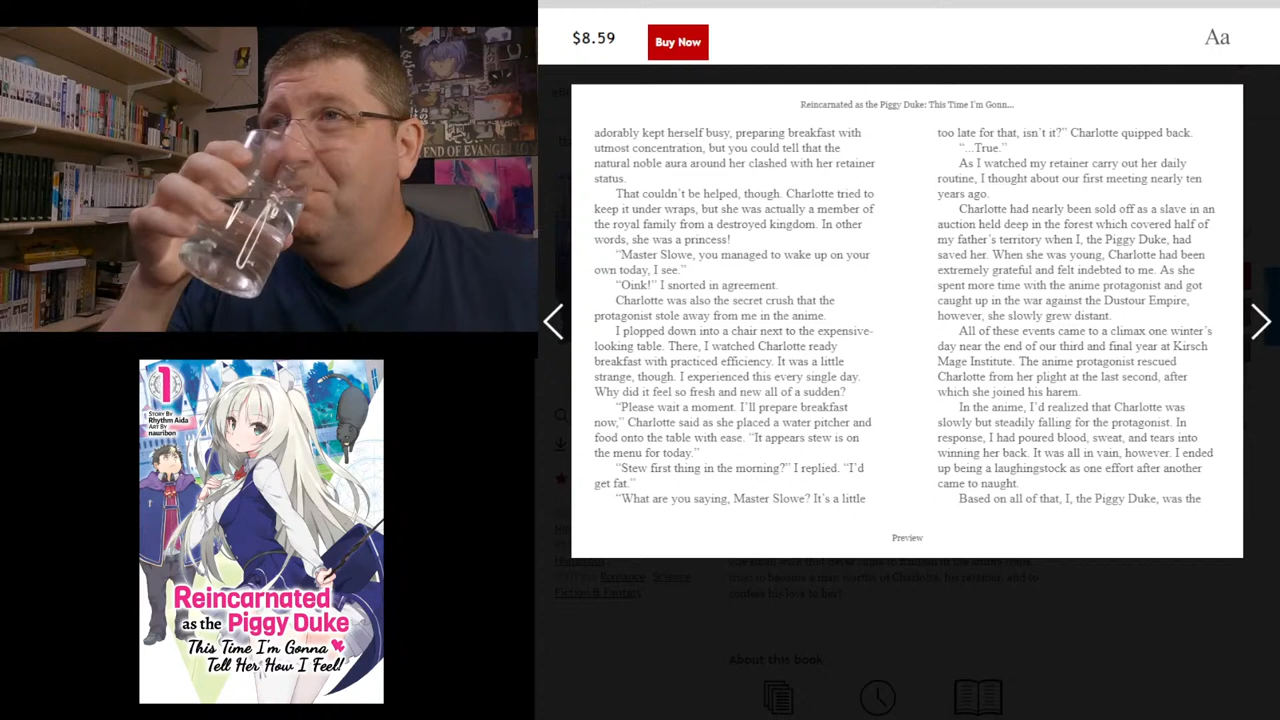 END OF EVANGELION
1
STORY BY
Rhythm Aida
ART BY
nauribon
Reincarnated
as the Piggy Duke
This Time I'm Gonna
Tell Her How I Feel!
$8.59
Buy Now
Aa
Reincarnated as the Piggy Duke: This Time I'm Gonn...
adorably kept herself busy, preparing breakfast with
utmost concentration, but you could tell that the
natural noble aura around her clashed with her retainer
status.
That couldn't be helped, though. Charlotte tried to
keep it under wraps, but she was actually a member of
the royal family from a destroyed kingdom. In other
words, she was a princess!
“Master Slowe, you managed to wake up on your
own today, I see.”
“Oink!” I snorted in agreement.
Charlotte was also the secret crush that the
protagonist stole away from me in the anime.
I plopped down into a chair next to the expensive-
looking table. There, I watched Charlotte ready
breakfast with practiced efficiency. It was a little
strange, though. I experienced this every single day.
Why did it feel so fresh and new all of a sudden?
“Please wait a moment. I'll prepare breakfast
now,” Charlotte said as she placed a water pitcher and
food onto the table with ease. “It appears stew is on
the menu for today.”
“Stew first thing in the morning?” I replied. “I'd
get fat.”
“What are you saying, Master Slowe? It's a little
too late for that, isn't it?” Charlotte quipped back.
“...True.”
As I watched my retainer carry out her daily
routine, I thought about our first meeting nearly ten
years ago.
Charlotte had nearly been sold off as a slave in an
auction held deep in the forest which covered half of
my father's territory when I, the Piggy Duke, had
saved her. When she was young, Charlotte had been
extremely grateful and felt indebted to me. As she
spent more time with the anime protagonist and got
caught up in the war against the Dustour Empire,
however, she slowly grew distant.
All of these events came to a climax one winter's
day near the end of our third and final year at Kirsch
Mage Institute. The anime protagonist rescued
Charlotte from her plight at the last second, after
which she joined his harem.
In the anime, I'd realized that Charlotte was
slowly but steadily falling for the protagonist. In
response, I had poured blood, sweat, and tears into
winning her back. It was all in vain, however. I ended
up being a laughingstock as one effort after another
came to naught.
Based on all of that, I, the Piggy Duke, was the
Preview
Romance, Science
Fiction & Fantasy
confess his love to her!
About this book